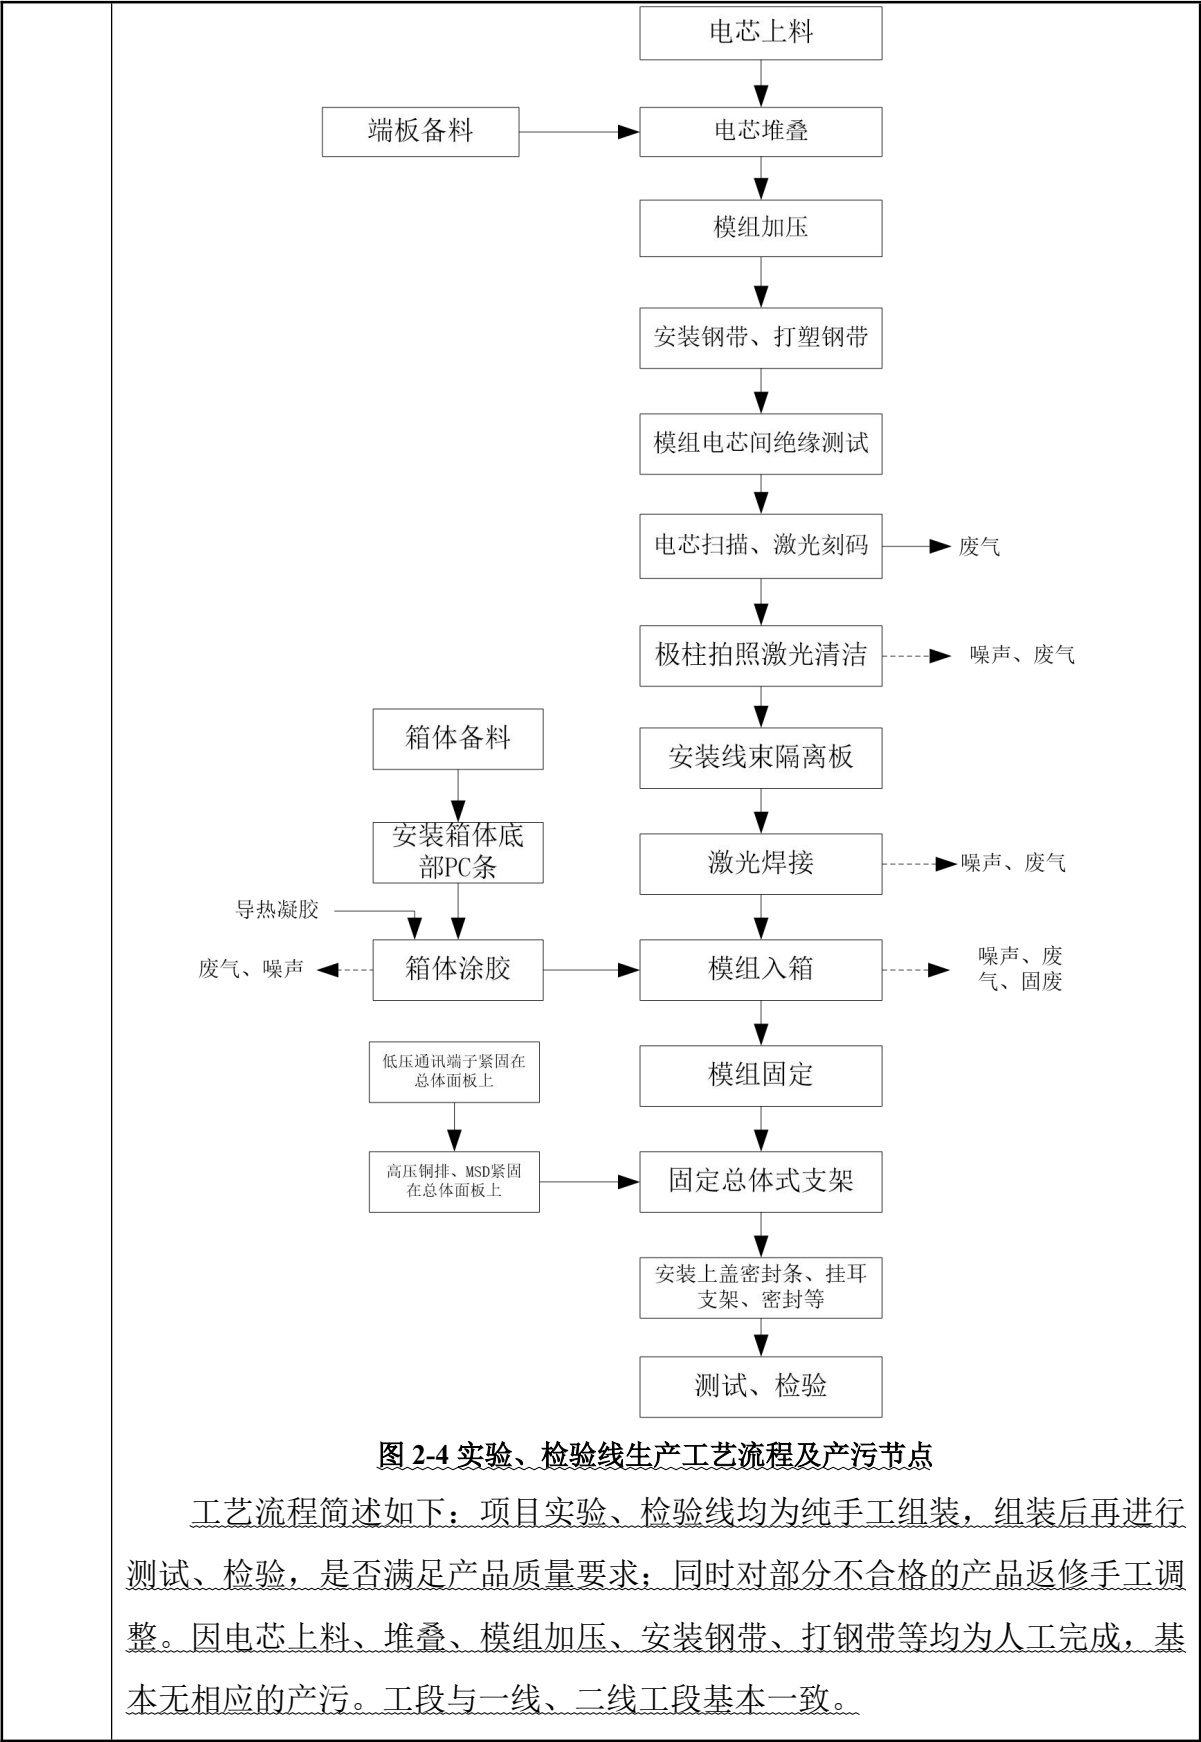 电芯上料
端板备料
电芯堆叠
模组加压
安装钢带、打塑钢带
模组电芯间绝缘测试
电芯扫描、激光刻码
废气
极柱拍照激光清洁
噪声、废气
箱体备料
安装线束隔离板
安装箱体底
部PC条
激光焊接
噪声、废气
导热凝胶
废气、噪声
箱体涂胶
模组入箱
噪声、废
气、固废
低压通讯端子紧固在
总体面板上
模组固定
高压铜排、MSD紧固
在总体面板上
固定总体式支架
安装上盖密封条、挂耳
支架、密封等
测试、检验
图 2-4 实验、检验线生产工艺流程及产污节点
工艺流程简述如下：项目实验、检验线均为纯手工组装，组装后再进行
测试、检验，是否满足产品质量要求；同时对部分不合格的产品返修手工调
整。因电芯上料、堆叠、模组加压、安装钢带、打钢带等均为人工完成，基
本无相应的产污。工段与一线、二线工段基本一致。